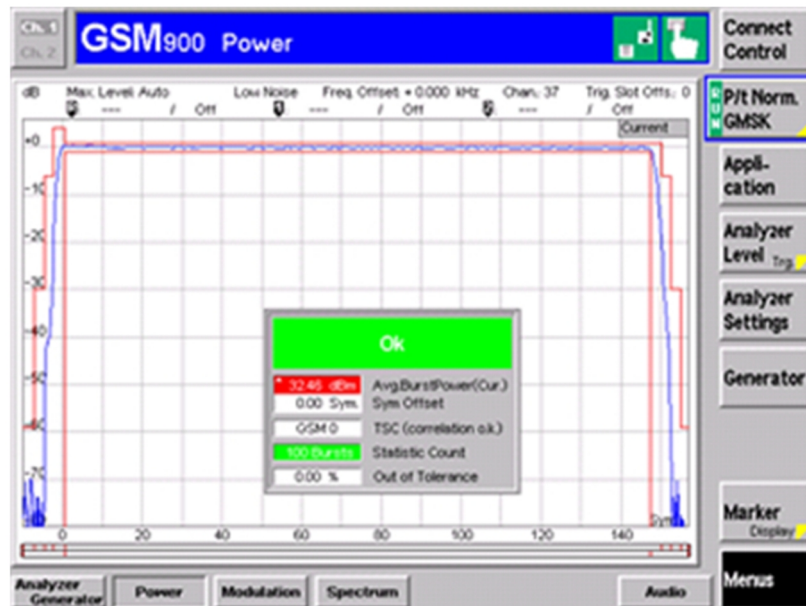 Ch. 1
Ch. 2
GSM900 Power
Connect
Control
dB Max. Level: Auto Low Noise Freq. Offset: + 0.000 kHz Chan.: 37 Trig. Slot Offs.: 0
--- / Off --- / Off --- / Off
Current
RUN
P/t Norm.
GMSK
+0
-10
-20
-30
-40
-50
-60
-70
Appli-
cation
Analyzer
Level Trg.
Analyzer
Settings
Generator
Ok
32.46 dBm Avg.BurstPower(Cur.)
0.00 Sym. Sym Offset
GSM 0 TSC (correlation o.k.)
100 Bursts Statistic Count
0.00 % Out of Tolerance
0 20 40 60 80 100 120 140 Sym
Marker
Display
Analyzer
Generator
Power
Modulation
Spectrum
Audio
Menus